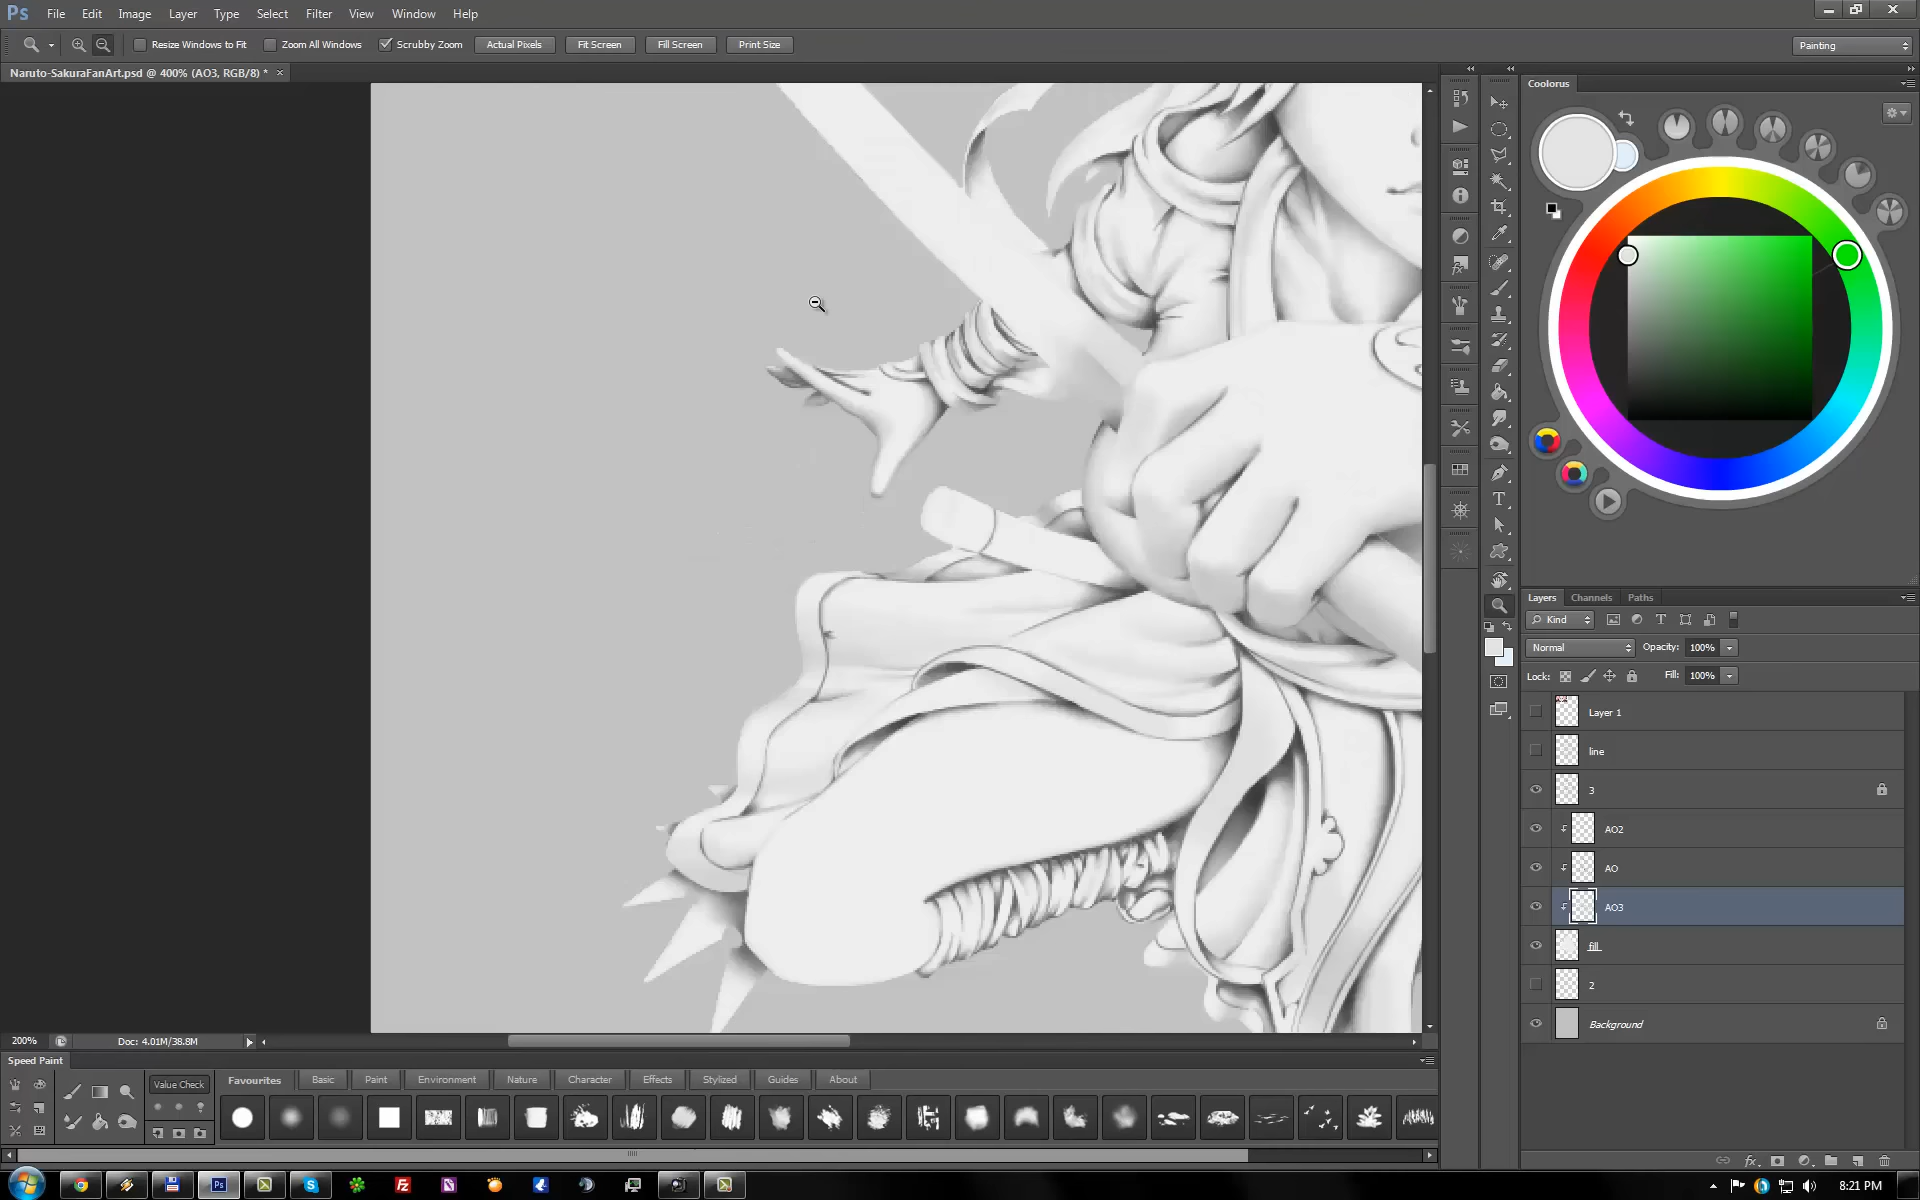 Ps File Edit Image Layer Type Select Filter Extra View Window Help
Resize Windows to Fit Zoom All Windows Scrubby Zoom Actual Pixels Fit Screen Fill Screen Print Size Painting
Naruto-SakuraFanArt.psd @ 400% (AO3, RGB/8) *
Coolorus
Layers Channels Paths
Kind
Normal Opacity: 100%
Lock: Fill: 100%
Layer 1
line
3
AO2
AO
AO3
fill
2
Background
200% Doc: 4.01M/38.8M
Speed Paint
Value Check Favourites Basic Paint Environment Nature Character Effects Stylized Guides About
8:21 PM